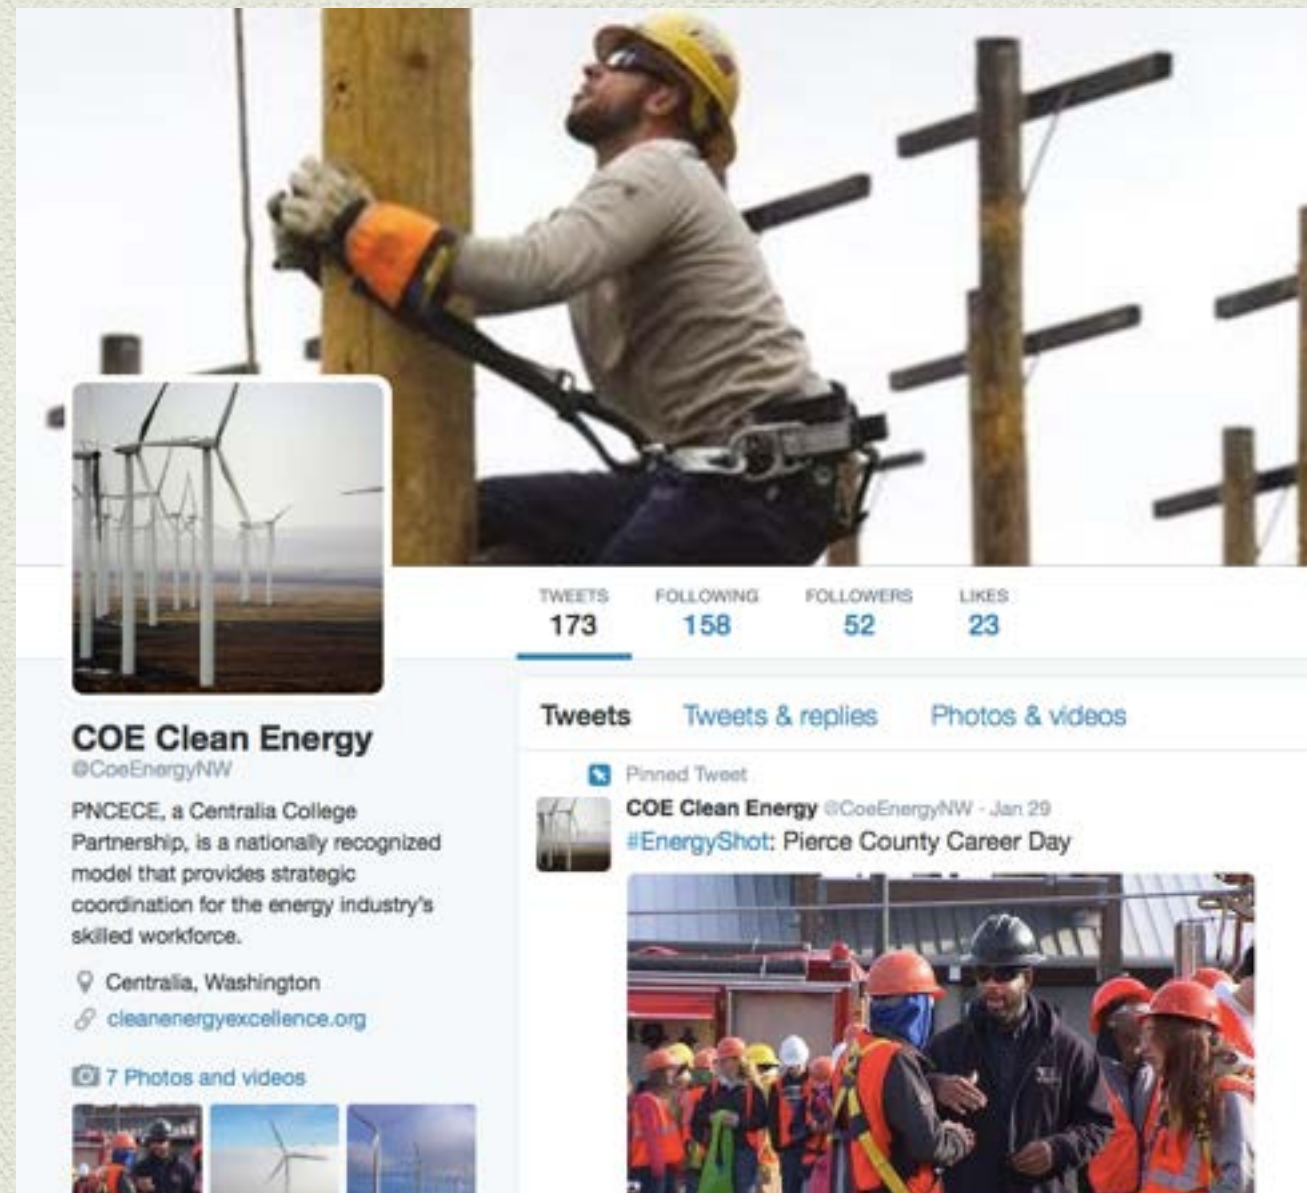 TWEETS
173
FOLLOWING
158
FOLLOWERS
52
LIKES
23
COE Clean Energy
@CoeEnergyNW
PNCECE, a Centralia College
Partnership, is a nationally recognized
model that provides strategic
coordination for the energy industry's
skilled workforce.
Centralia, Washington
cleanenergyexcellence.org
7 Photos and videos
Tweets
Tweets & replies
Photos & videos
Pinned Tweet
COE Clean Energy @CoeEnergyNW - Jan 29
#EnergyShot: Pierce County Career Day